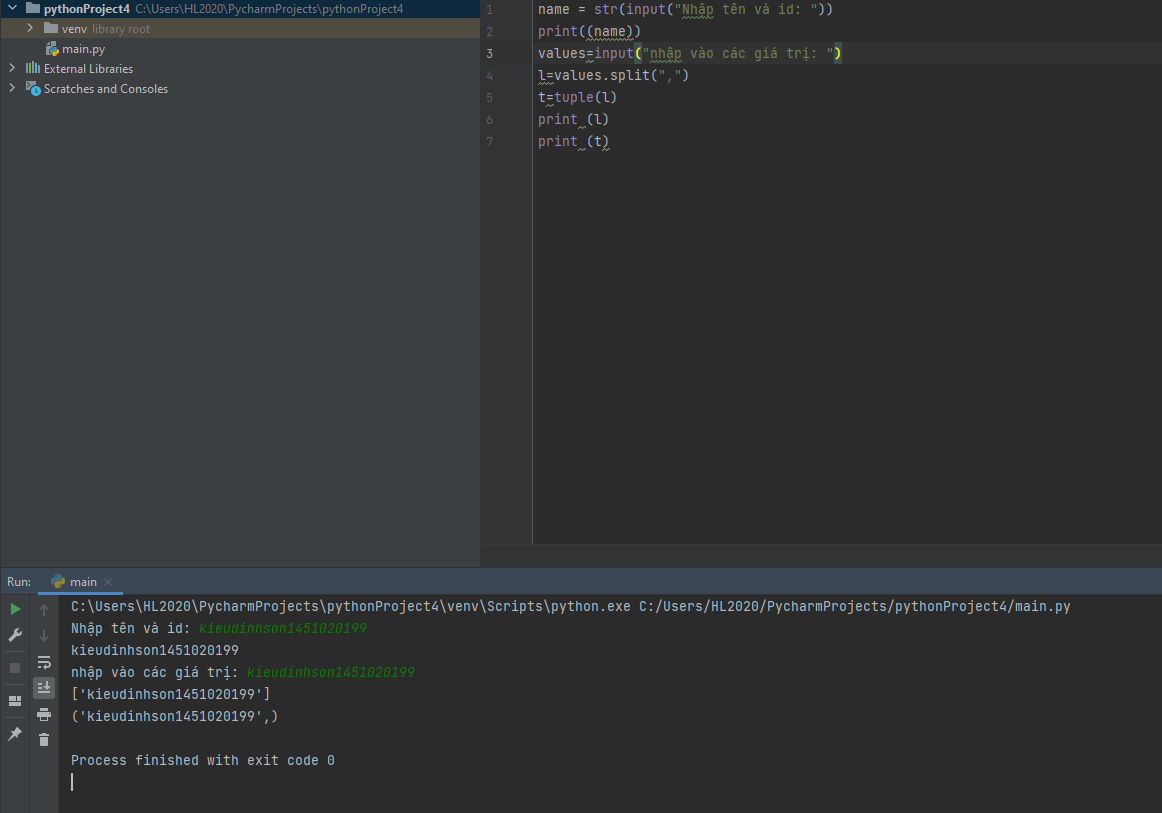 pythonProject4 C:\Users\HL2020\PycharmProjects\pythonProject4
venv library root
main.py
External Libraries
Scratches and Consoles
1 name = str(input("Nhập tên và id: "))
2 print((name))
3 values=input("nhập vào các giá trị: ")
4 l=values.split(",")
5 t=tuple(l)
6 print (l)
7 print (t)
Run: main
C:\Users\HL2020\PycharmProjects\pythonProject4\venv\Scripts\python.exe C:/Users/HL2020/PycharmProjects/pythonProject4/main.py
Nhập tên và id: kieudinhson1451020199
kieudinhson1451020199
nhập vào các giá trị: kieudinhson1451020199
['kieudinhson1451020199']
('kieudinhson1451020199',)
Process finished with exit code 0